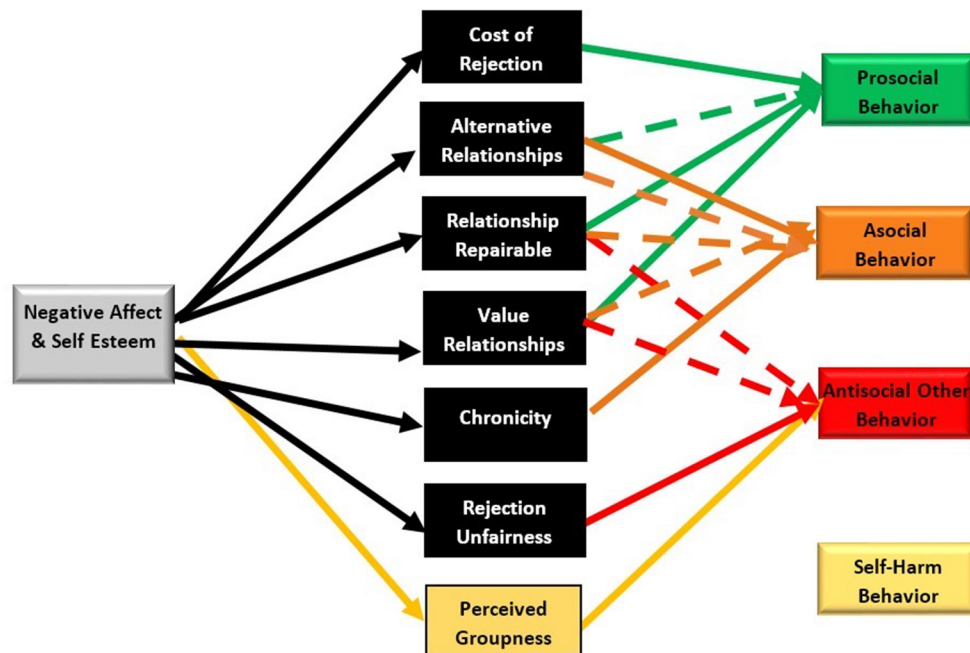 Negative Affect
& Self Esteem
Cost of
Rejection
Alternative
Relationships
Relationship
Repairable
Value
Relationships
Chronicity
Rejection
Unfairness
Perceived
Groupness
Prosocial
Behavior
Asocial
Behavior
Antisocial Other
Behavior
Self-Harm
Behavior